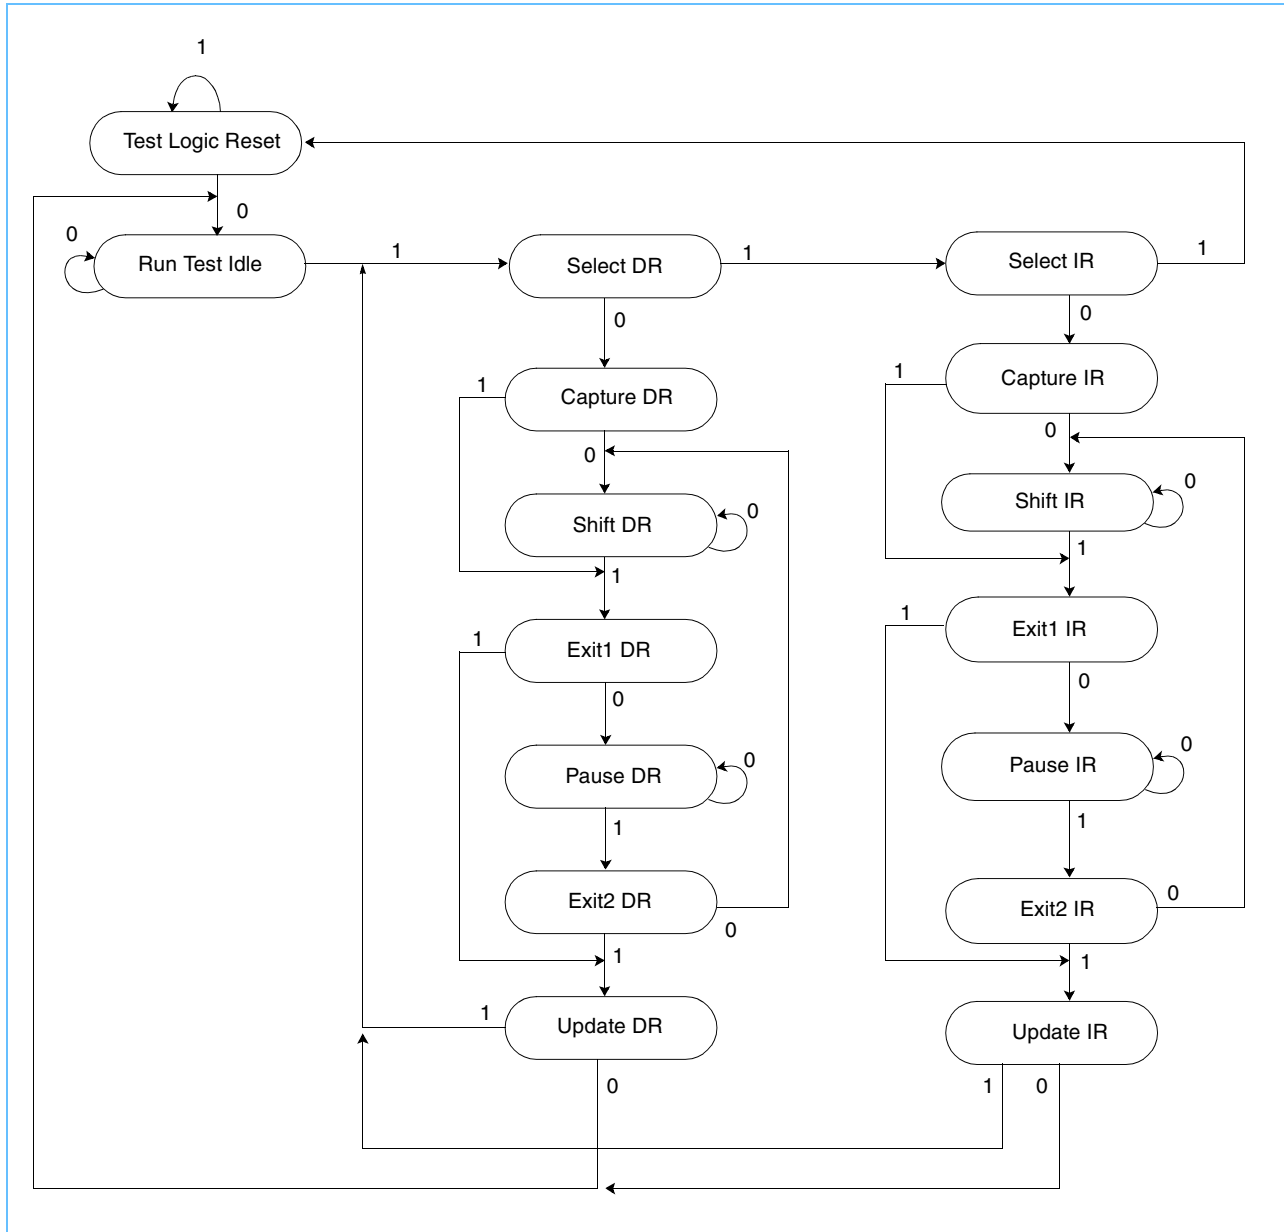 1
Test Logic Reset
0
0
Run Test Idle
1
Select DR
1
Select IR
1
0
0
1
Capture DR
1
Capture IR
0
0
Shift DR
0
Shift IR
0
1
1
1
Exit1 DR
1
Exit1 IR
0
0
Pause DR
0
Pause IR
0
1
1
Exit2 DR
0
Exit2 IR
0
1
1
1
Update DR
Update IR
0
1
0